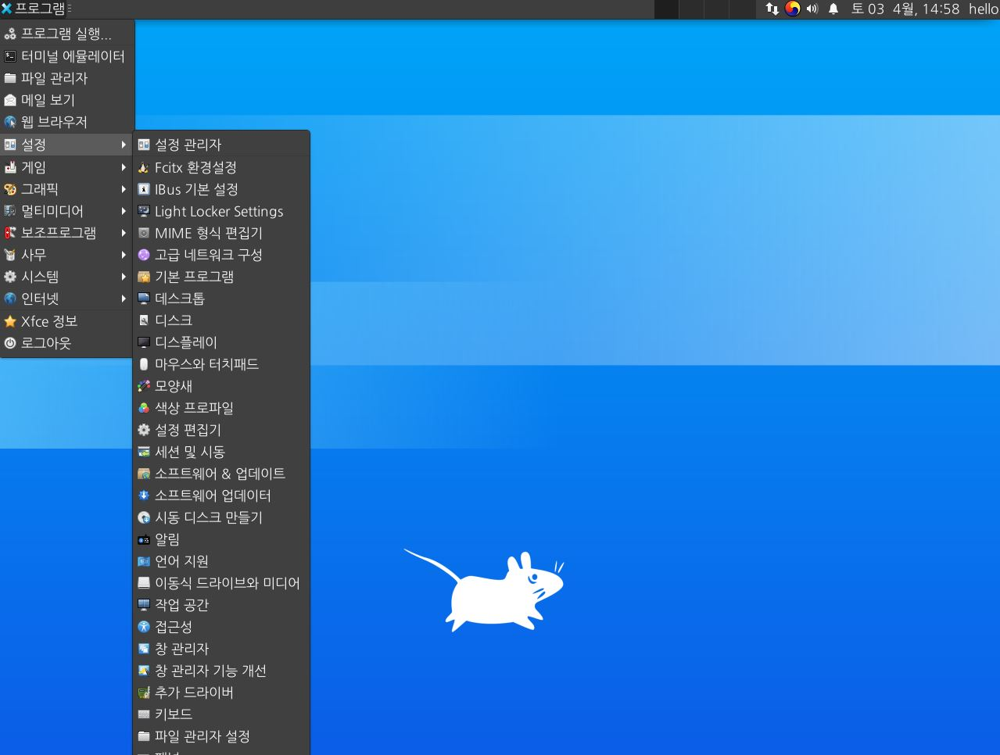 프로그램
토 03 4월, 14:58 hello
프로그램 실행...
터미널 에뮬레이터
파일 관리자
메일 보기
웹 브라우저
설정
게임
그래픽
멀티미디어
보조프로그램
사무
시스템
인터넷
Xfce 정보
로그아웃
설정 관리자
Fcitx 환경설정
IBus 기본 설정
Light Locker Settings
MIME 형식 편집기
고급 네트워크 구성
기본 프로그램
데스크톱
디스크
디스플레이
마우스와 터치패드
모양새
색상 프로파일
설정 편집기
세션 및 시동
소프트웨어 & 업데이트
소프트웨어 업데이터
시동 디스크 만들기
알림
언어 지원
이동식 드라이브와 미디어
작업 공간
접근성
창 관리자
창 관리자 기능 개선
추가 드라이버
키보드
파일 관리자 설정